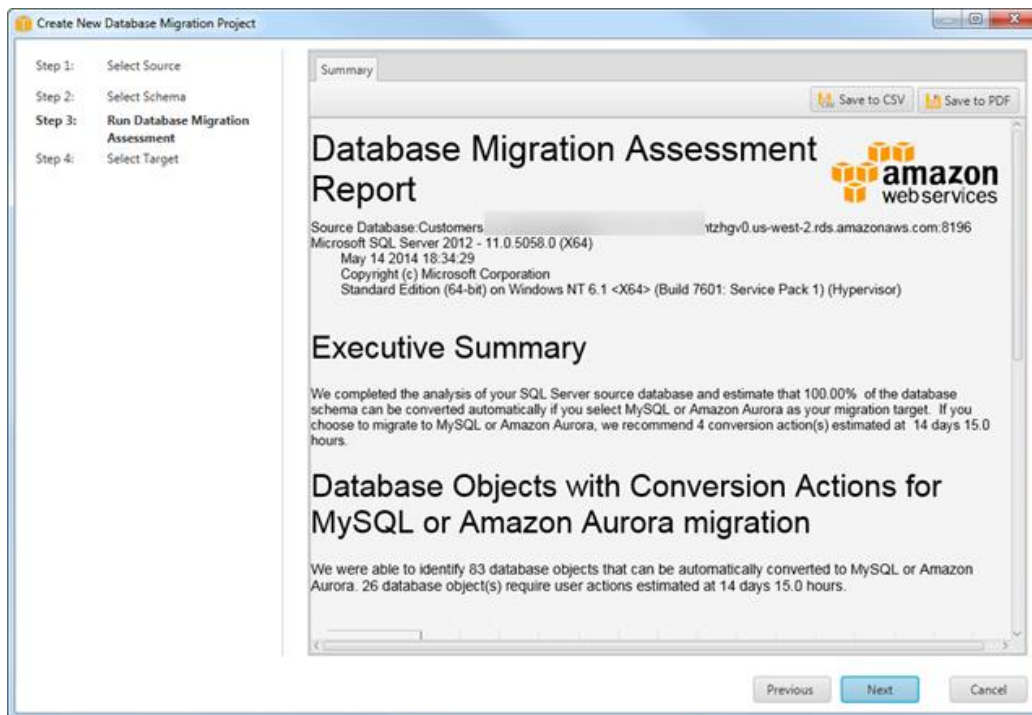 Create New Database Migration Project
Step 1: Select Source
Step 2: Select Schema
Step 3: Run Database Migration
Assessment
Step 4: Select Target
Summary
Save to CSV Save to PDF
Database Migration Assessment
Report
amazon
webservices
Source Database:Customers ntzhgv0.us-west-2.rds.amazonaws.com:8196
Microsoft SQL Server 2012 - 11.0.5058.0 (X64)
May 14 2014 18:34:29
Copyright (c) Microsoft Corporation
Standard Edition (64-bit) on Windows NT 6.1 <X64> (Build 7601: Service Pack 1) (Hypervisor)
Executive Summary
We completed the analysis of your SQL Server source database and estimate that 100.00% of the database
schema can be converted automatically if you select MySQL or Amazon Aurora as your migration target. If you
choose to migrate to MySQL or Amazon Aurora, we recommend 4 conversion action(s) estimated at 14 days 15.0
hours.
Database Objects with Conversion Actions for
MySQL or Amazon Aurora migration
We were able to identify 83 database objects that can be automatically converted to MySQL or Amazon
Aurora. 26 database object(s) require user actions estimated at 14 days 15.0 hours.
Previous Next Cancel